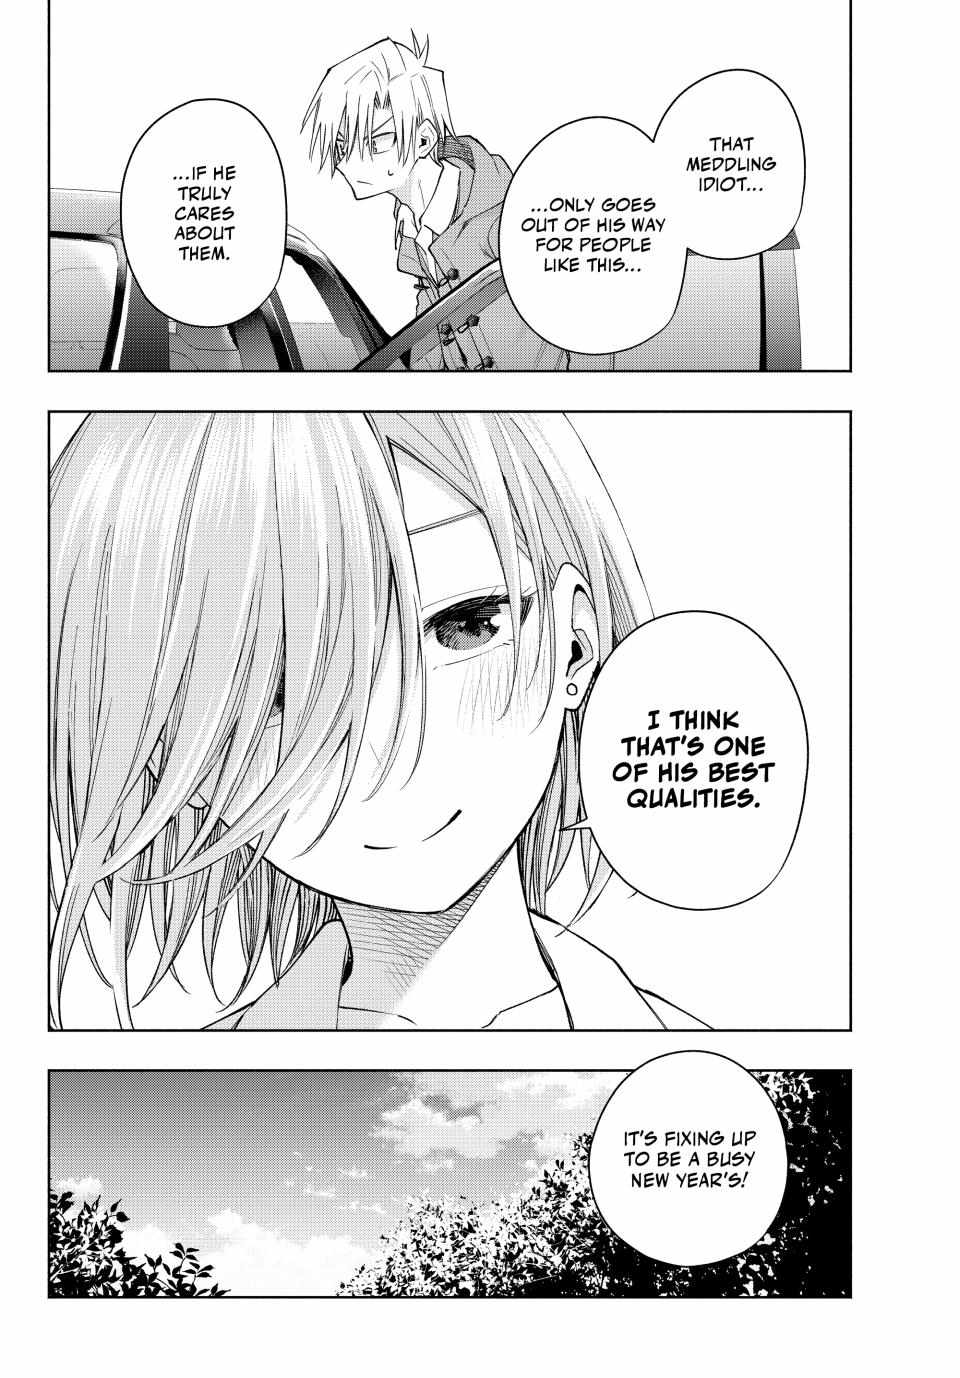 THAT
MEDDLING
IDIOT...
...ONLY GOES
OUT OF HIS WAY
FOR PEOPLE
LIKE THIS...
...IF HE
TRULY
CARES
ABOUT
THEM.
I THINK
THAT'S ONE
OF HIS BEST
QUALITIES.
IT'S FIXING UP
TO BE A BUSY
NEW YEAR'S!